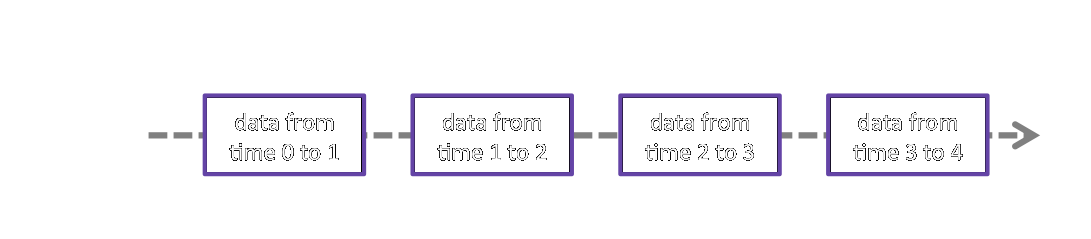 data from
time 0 to 1
data from
time 1 to 2
data from
time 2 to 3
data from
time 3 to 4